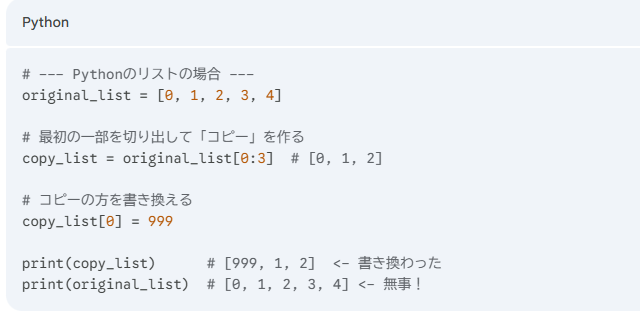 Python
# --- Pythonのリストの場合 ---
original_list = [0, 1, 2, 3, 4]
# 最初の一部を切り出して「コピー」を作る
copy_list = original_list[0:3]  # [0, 1, 2]
# コピーの方を書き換える
copy_list[0] = 999
print(copy_list)      # [999, 1, 2]  <- 書き換わった
print(original_list)  # [0, 1, 2, 3, 4] <- 無事！